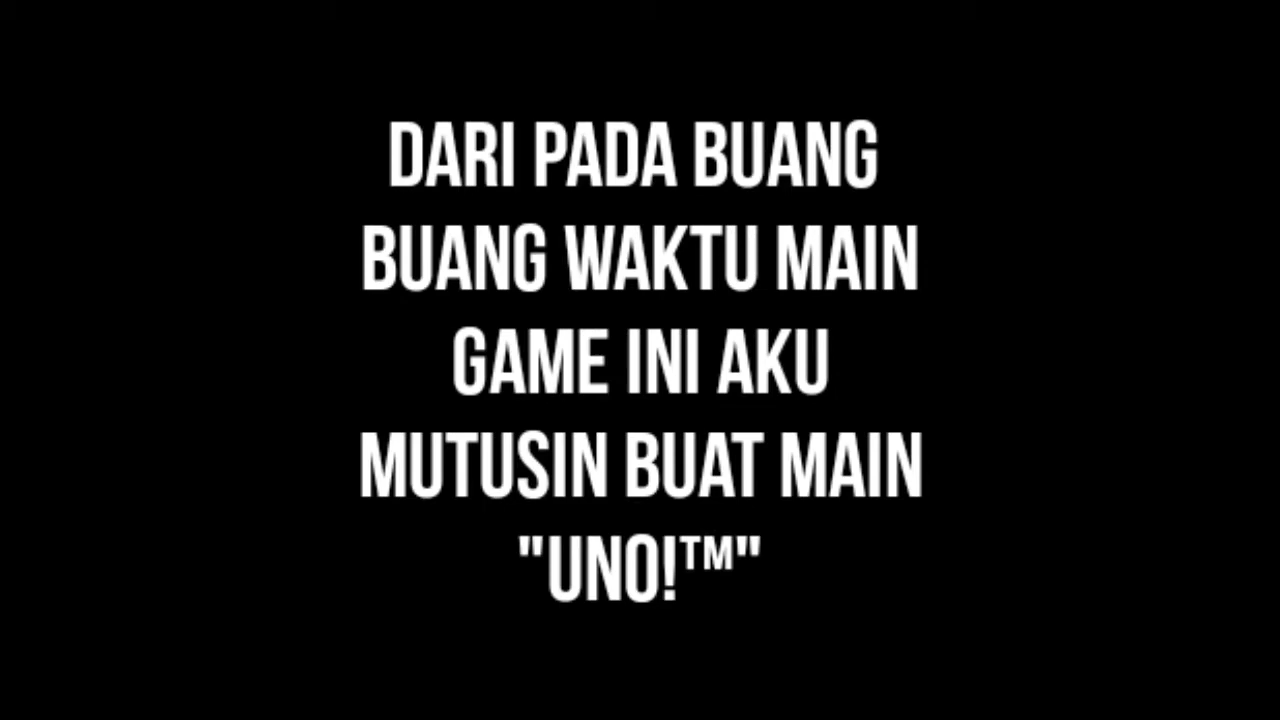 DARI PADA BUANG
BUANG WAKTU MAIN
GAME INI AKU
MUTUSIN BUAT MAIN
"UNO!™"